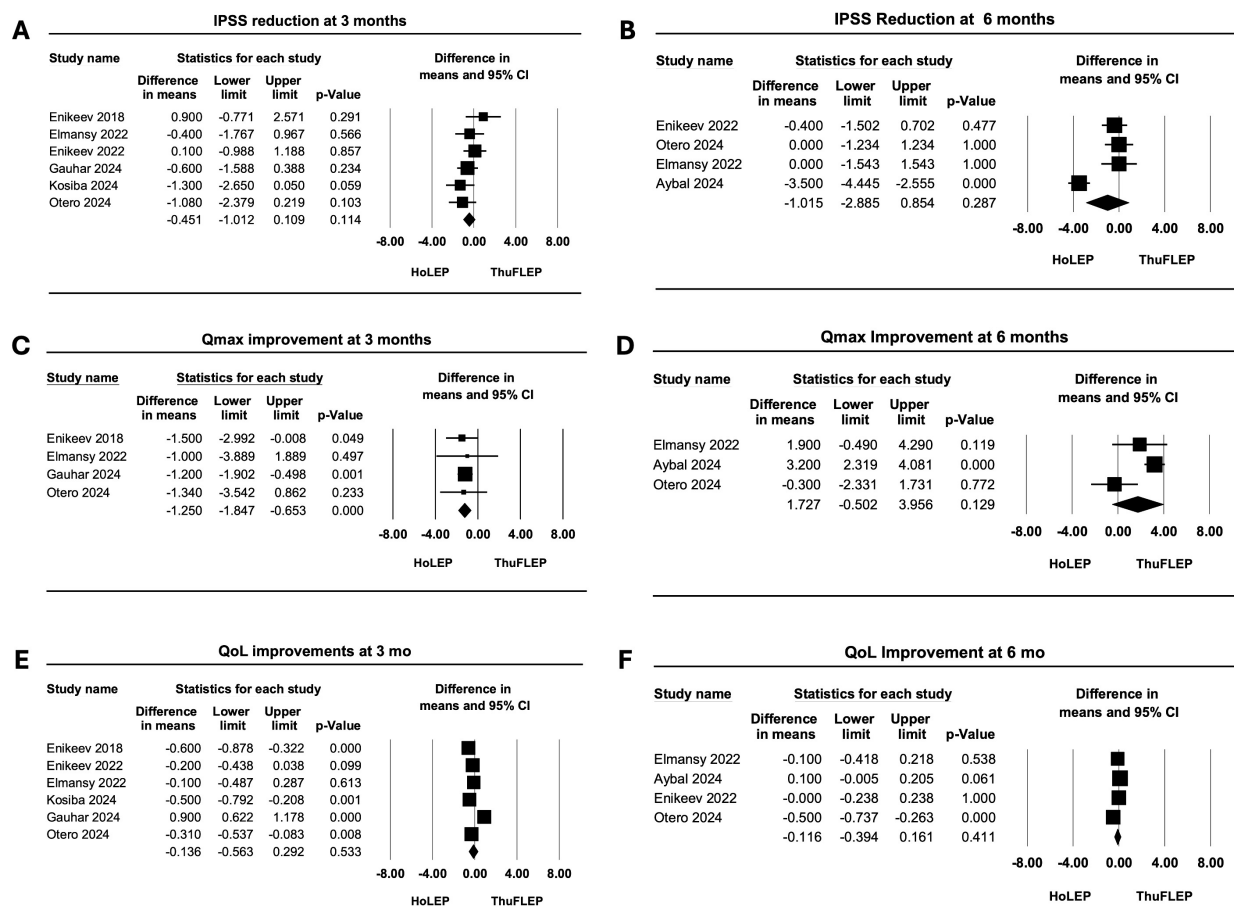 A
IPSS reduction at 3 months
Study name Statistics for each study Difference in
means and 95% CI
Difference Lower Upper
in means limit limit p-Value
Enikeev 2018 0.900 -0.771 2.571 0.291
Elmansy 2022 -0.400 -1.767 0.967 0.566
Enikeev 2022 0.100 -0.988 1.188 0.857
Gauhar 2024 -0.600 -1.588 0.388 0.234
Kosiba 2024 -1.300 -2.650 0.050 0.059
Otero 2024 -1.080 -2.379 0.219 0.103
-0.451 -1.012 0.109 0.114
-8.00 -4.00 0.00 4.00 8.00
HoLEP ThuFLEP
B
IPSS Reduction at 6 months
Study name Statistics for each study Difference in
means and 95% CI
Difference Lower Upper
in means limit limit p-Value
Enikeev 2022 -0.400 -1.502 0.702 0.477
Otero 2024 0.000 -1.234 1.234 1.000
Elmansy 2022 0.000 -1.543 1.543 1.000
Aybal 2024 -3.500 -4.445 -2.555 0.000
-1.015 -2.885 0.854 0.287
-8.00 -4.00 0.00 4.00 8.00
HoLEP ThuFLEP
C
Qmax improvement at 3 months
Study name Statistics for each study Difference in
means and 95% CI
Difference Lower Upper
in means limit limit p-Value
Enikeev 2018 -1.500 -2.992 -0.008 0.049
Elmansy 2022 -1.000 -3.889 1.889 0.497
Gauhar 2024 -1.200 -1.902 -0.498 0.001
Otero 2024 -1.340 -3.542 0.862 0.233
-1.250 -1.847 -0.653 0.000
-8.00 -4.00 0.00 4.00 8.00
HoLEP ThuFLEP
D
Qmax Improvement at 6 months
Study name Statistics for each study Difference in
means and 95% CI
Difference Lower Upper
in means limit limit p-Value
Elmansy 2022 1.900 -0.490 4.290 0.119
Aybal 2024 3.200 2.319 4.081 0.000
Otero 2024 -0.300 -2.331 1.731 0.772
1.727 -0.502 3.956 0.129
-8.00 -4.00 0.00 4.00 8.00
HoLEP ThuFLEP
E
QoL improvements at 3 mo
Study name Statistics for each study Difference in
means and 95% CI
Difference Lower Upper
in means limit limit p-Value
Enikeev 2018 -0.600 -0.878 -0.322 0.000
Enikeev 2022 -0.200 -0.438 0.038 0.099
Elmansy 2022 -0.100 -0.487 0.287 0.613
Kosiba 2024 -0.500 -0.792 -0.208 0.001
Gauhar 2024 0.900 0.622 1.178 0.000
Otero 2024 -0.310 -0.537 -0.083 0.008
-0.136 -0.563 0.292 0.533
-8.00 -4.00 0.00 4.00 8.00
HoLEP ThuFLEP
F
QoL Improvement at 6 mo
Study name Statistics for each study Difference in
means and 95% CI
Difference Lower Upper
in means limit limit p-Value
Elmansy 2022 -0.100 -0.418 0.218 0.538
Aybal 2024 0.100 -0.005 0.205 0.061
Enikeev 2022 -0.000 -0.238 0.238 1.000
Otero 2024 -0.500 -0.737 -0.263 0.000
-0.116 -0.394 0.161 0.411
-8.00 -4.00 0.00 4.00 8.00
HoLEP ThuFLEP